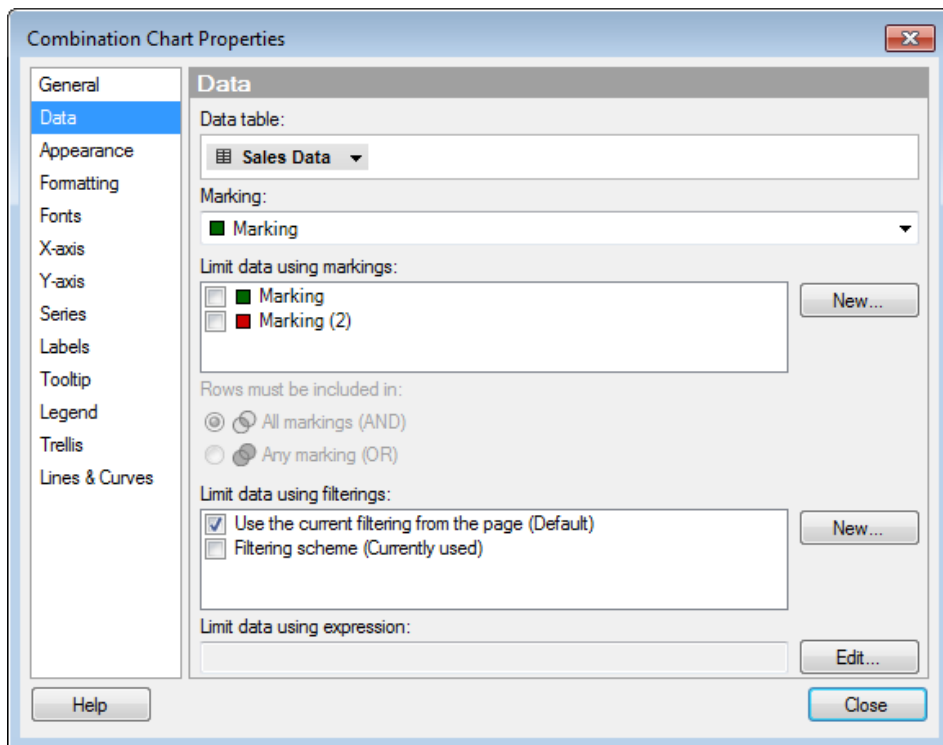 Combination Chart Properties
General
Data
Appearance
Formatting
Fonts
X-axis
Y-axis
Series
Labels
Tooltip
Legend
Trellis
Lines & Curves
Data
Data table:
Sales Data
Marking:
Marking
Limit data using markings:
Marking
Marking (2)
New...
Rows must be included in:
All markings (AND)
Any marking (OR)
Limit data using filterings:
Use the current filtering from the page (Default)
Filtering scheme (Currently used)
New...
Limit data using expression:
Edit...
Help
Close